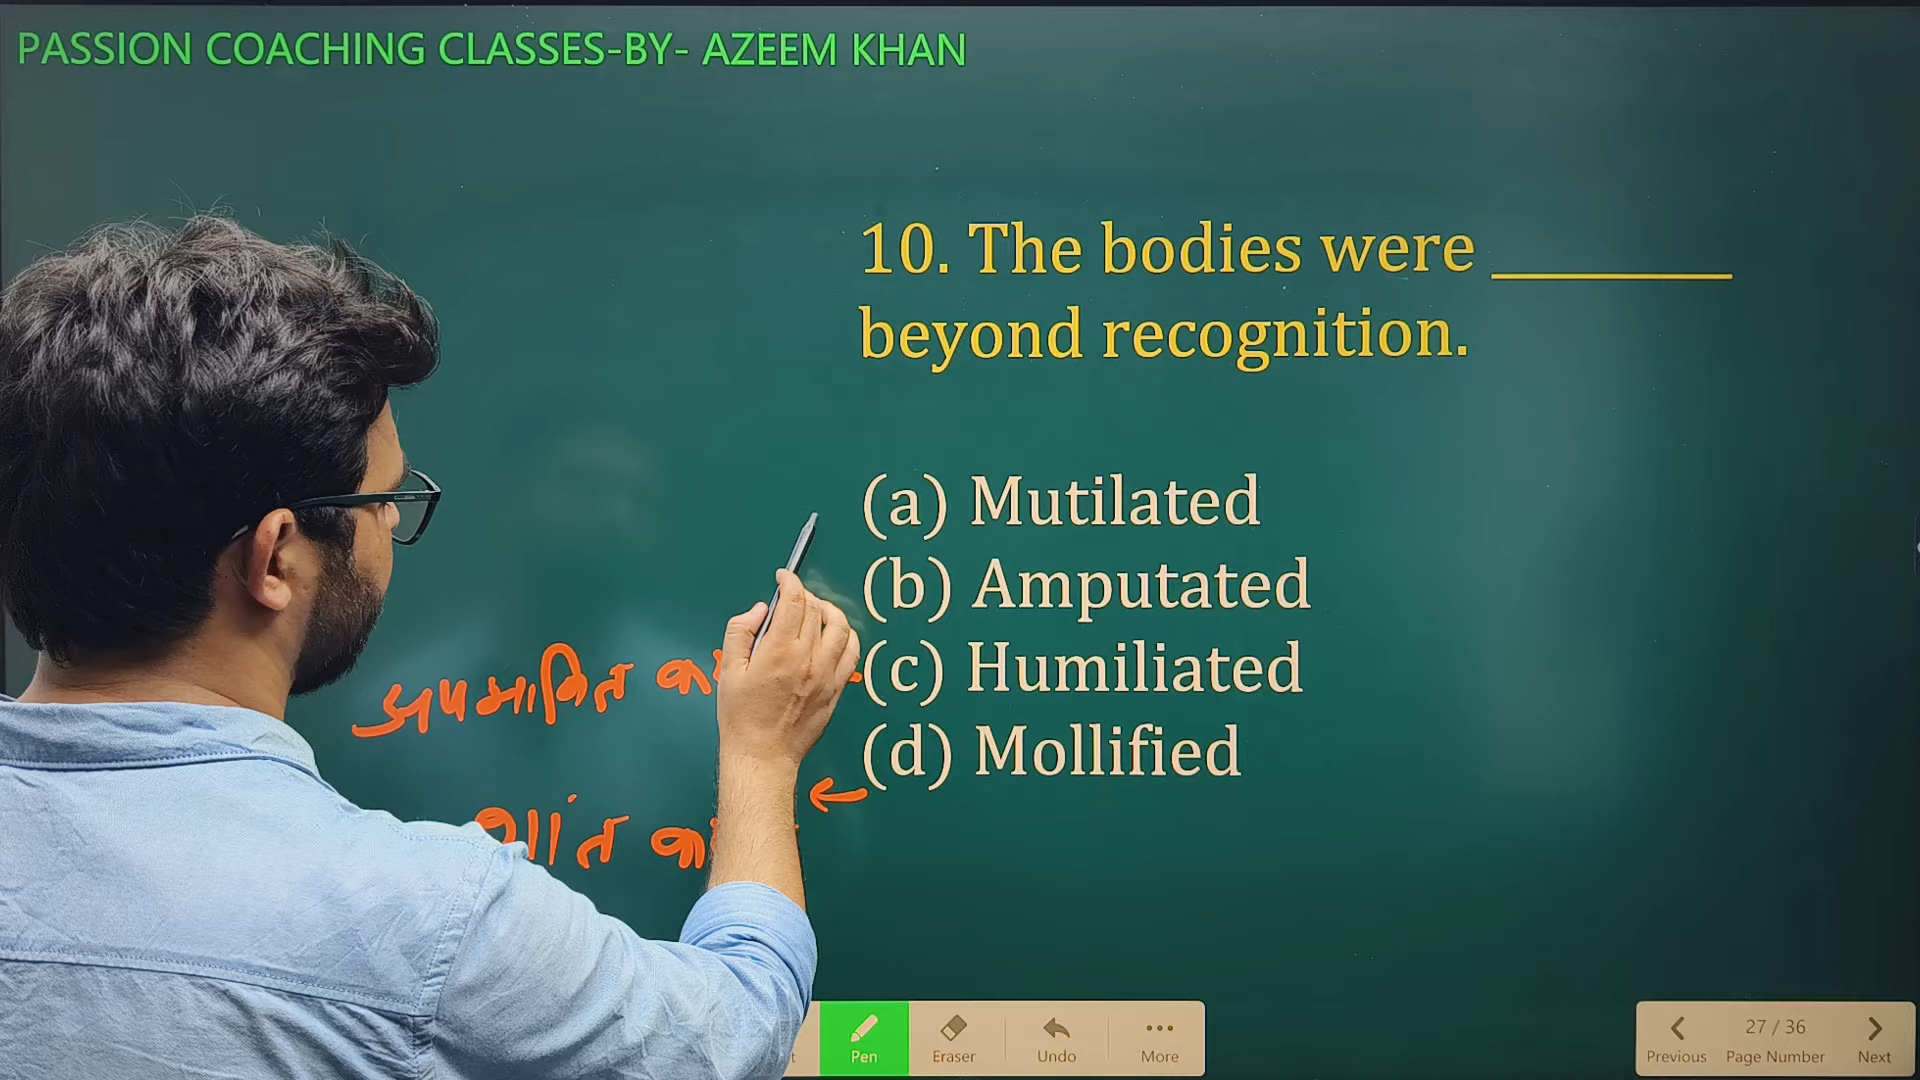 PASSION COACHING CLASSES-BY- AZEEM KHAN
10. The bodies were ________
beyond recognition.
(a) Mutilated
(b) Amputated
(c) Humiliated
(d) Mollified
अपमानित
शांत
Pen
Eraser
Undo
More
27 / 36
Previous
Page Number
Next